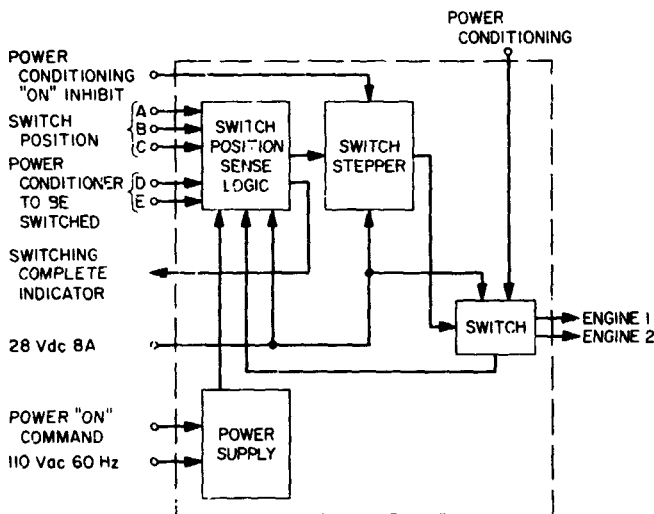 POWER
CONDITIONING
POWER
CONDITIONING
"ON" INHIBIT
SWITCH
POSITION
A
B
C
POWER
CONDITIONER
TO BE
SWITCHED
D
E
SWITCH
POSITION
SENSE
LOGIC
SWITCH
STEPPER
SWITCHING
COMPLETE
INDICATOR
SWITCH
ENGINE 1
ENGINE 2
28 Vdc 8A
POWER "ON"
COMMAND
110 Vac 60 Hz
POWER
SUPPLY